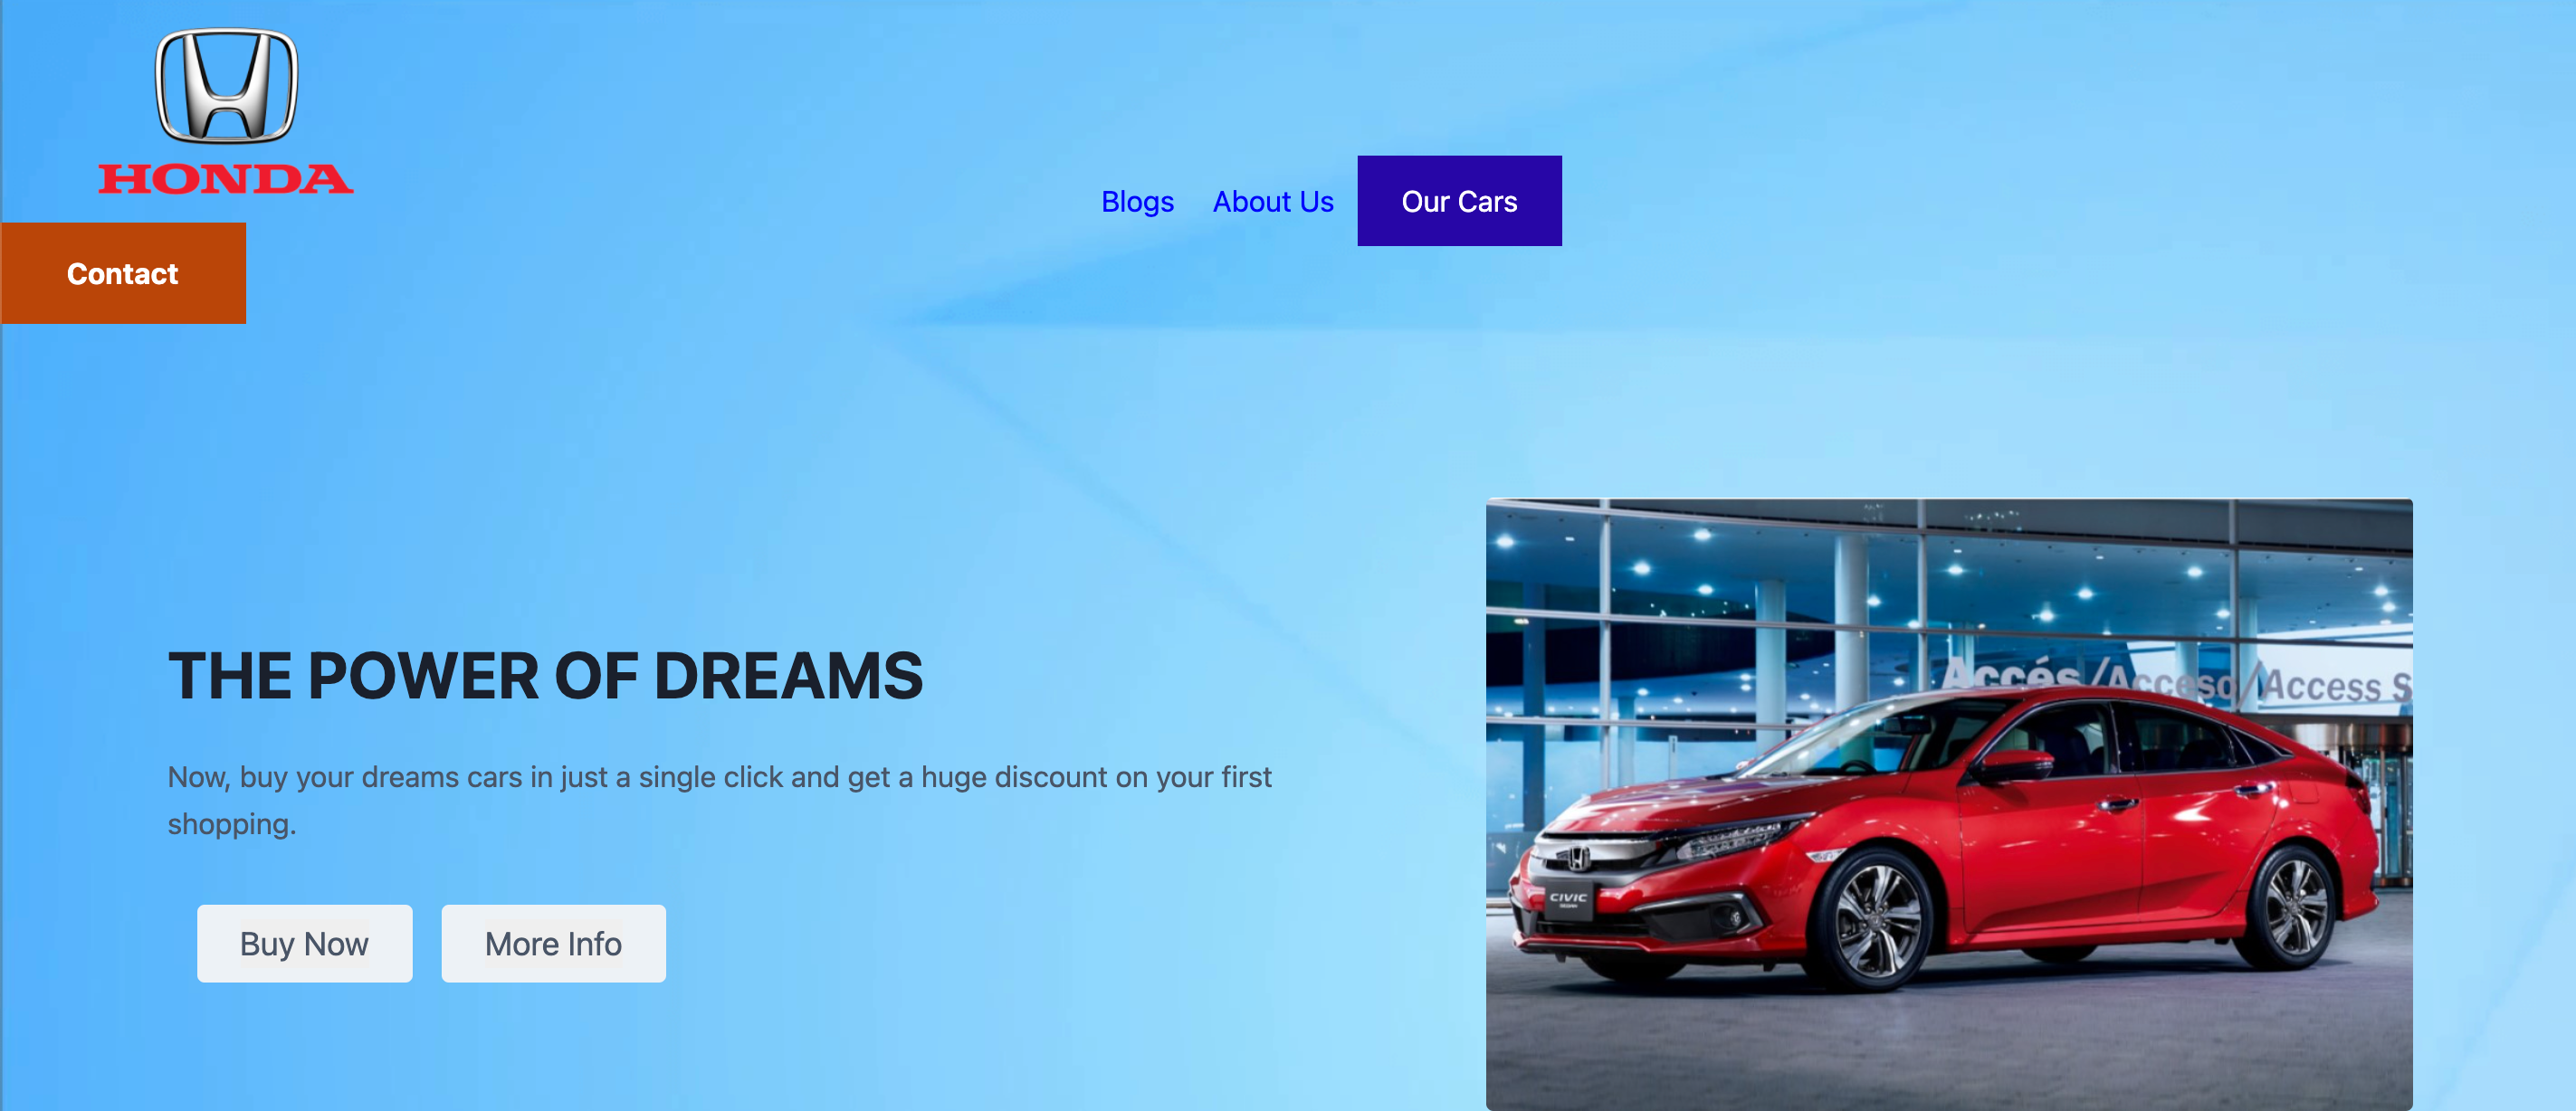 HONDA
Blogs About Us Our Cars
Contact
THE POWER OF DREAMS
Now, buy your dreams cars in just a single click and get a huge discount on your first
shopping.
Buy Now More Info
Accés/Acceso/Access S
CIVIC